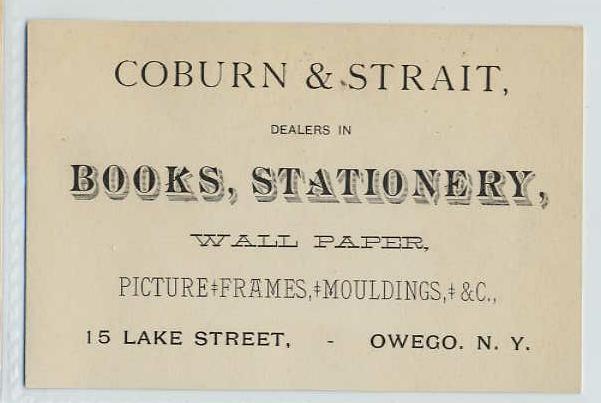 COBURN & STRAIT,
DEALERS IN
BOOKS, STATIONERY,
WALL PAPER,
PICTURE‡FRAMES,‡MOULDINGS,‡&C.,
15 LAKE STREET, - OWEGO. N. Y.